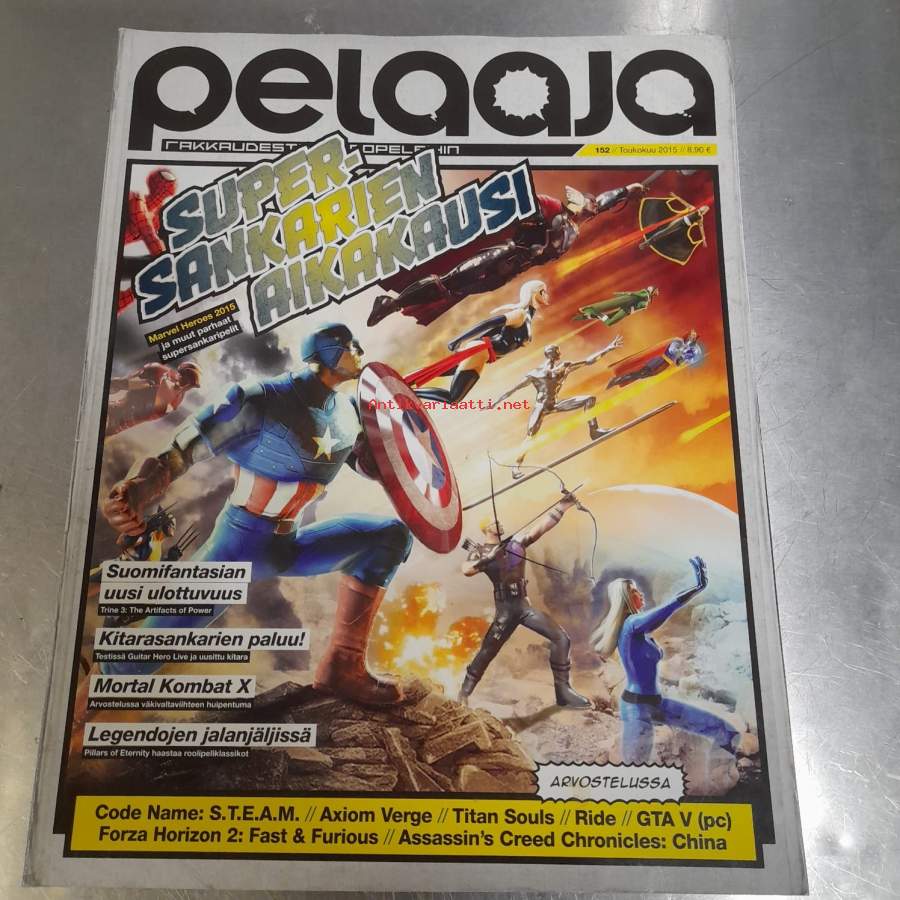 pelaaja
152 // Toukokuu 2015 // 8,90 €
SUPER-
SANKARIEN
AIKAKAUSI
Marvel Heroes 2015
ja muut parhaat
supersankaripelit
Antikvariaatti.net
Suomifantasian
uusi ulottuvuus
Trine 3: The Artifacts of Power
Kitarasankarien paluu!
Testissä Guitar Hero Live ja uusittu kitara
Mortal Kombat X
Arvostelussa väkivaltaviihteen huipentuma
Legendojen jalanjäljissä
Pillars of Eternity haastaa roolipeliklassikot
ARVOSTELUSSA
Code Name: S.T.E.A.M. // Axiom Verge // Titan Souls // Ride // GTA V (pc)
Forza Horizon 2: Fast & Furious // Assassin's Creed Chronicles: China